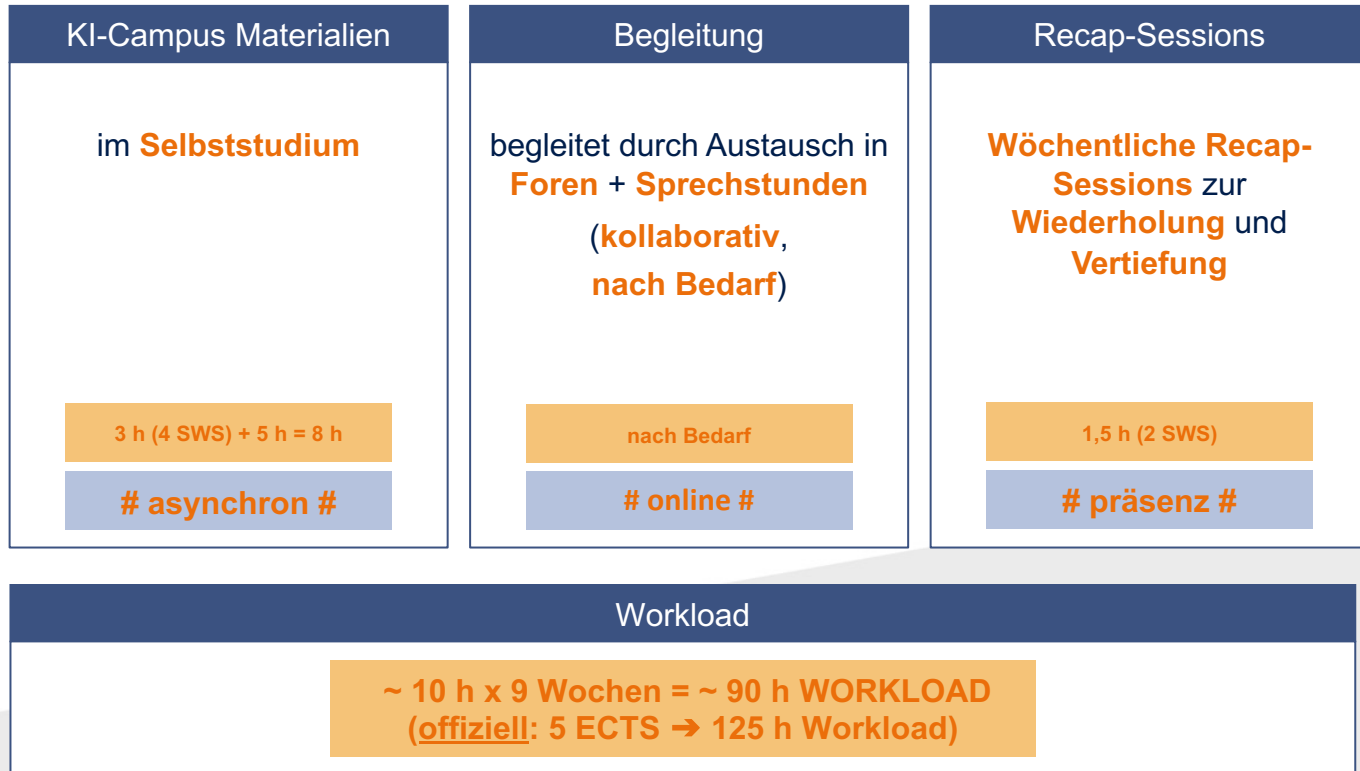 KI-Campus Materialien
im Selbststudium
3 h (4 SWS) + 5 h = 8 h
# asynchron #
Begleitung
begleitet durch Austausch in
Foren + Sprechstunden
(kollaborativ,
nach Bedarf)
nach Bedarf
# online #
Recap-Sessions
Wöchentliche Recap-
Sessions zur
Wiederholung und
Vertiefung
1,5 h (2 SWS)
# präsenz #
Workload
~ 10 h x 9 Wochen = ~ 90 h WORKLOAD
(offiziell: 5 ECTS ➔ 125 h Workload)